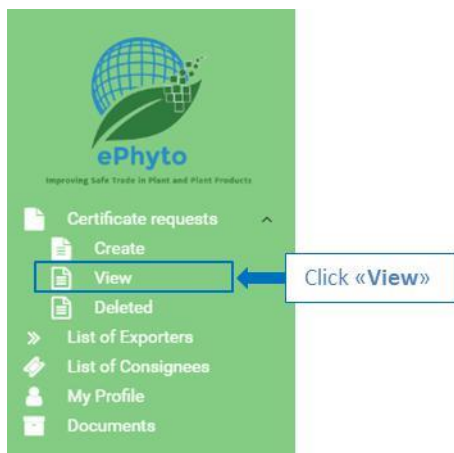 ePhyto
Improving Safe Trade in Plant and Plant Products
Certificate requests
Create
View
Click «View»
Deleted
List of Exporters
List of Consignees
My Profile
Documents